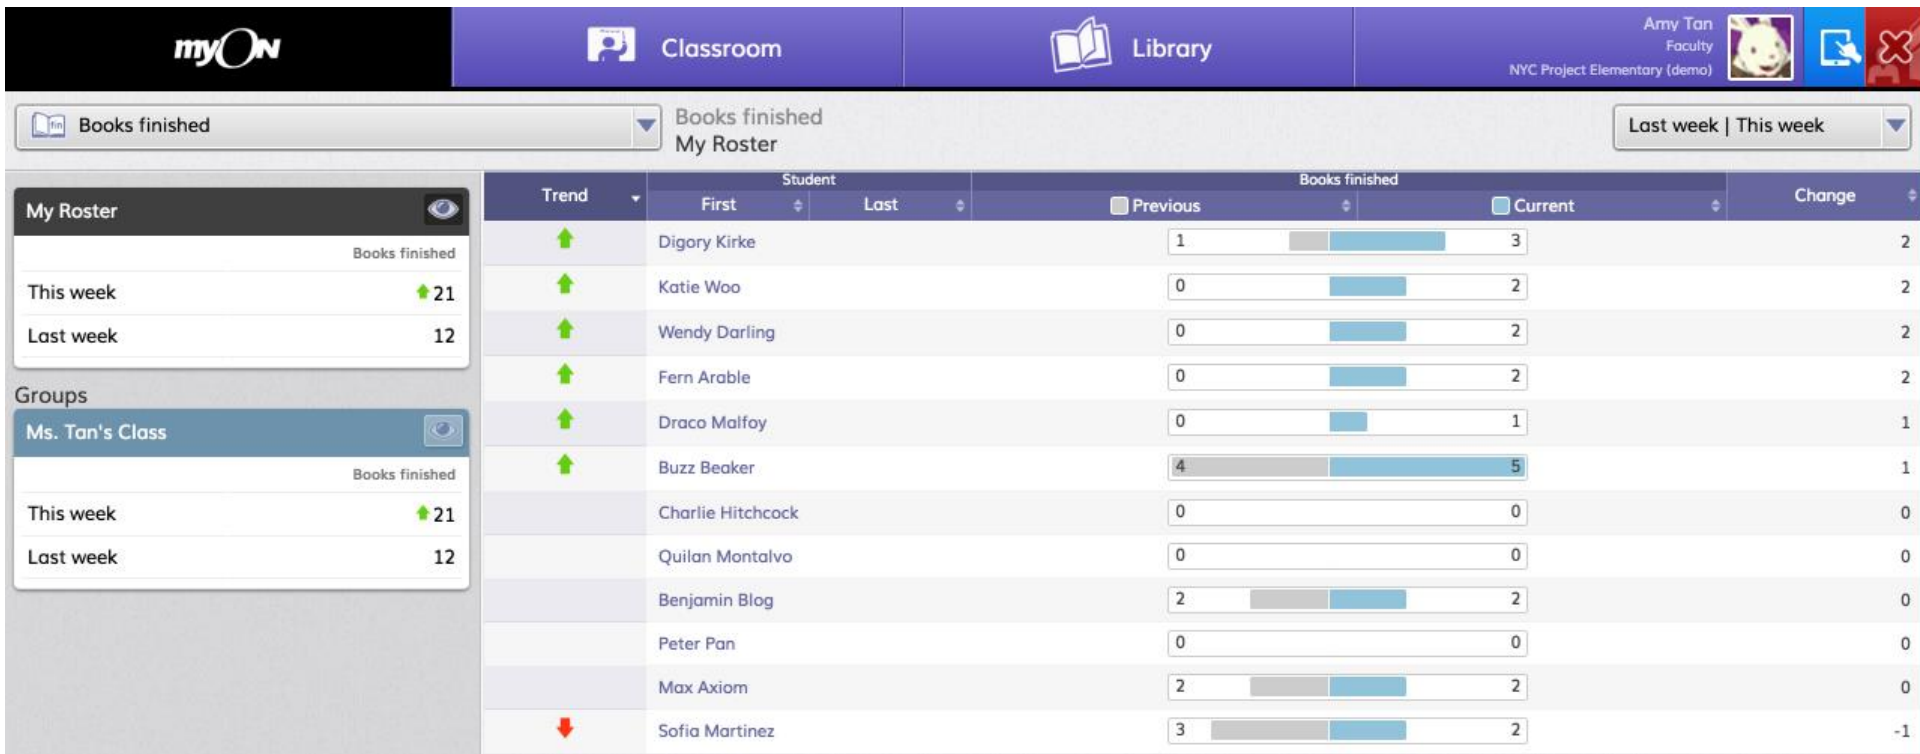 myON
Classroom
Library
Amy Tan
Faculty
NYC Project Elementary (demo)
fin Books finished
Books finished
My Roster
Last week | This week
My Roster
Books finished
This week 21
Last week 12
Groups
Ms. Tan's Class
Books finished
This week 21
Last week 12
Trend Student Books finished Change
First Last Previous Current
Digory Kirke 1 3 2
Katie Woo 0 2 2
Wendy Darling 0 2 2
Fern Arable 0 2 2
Draco Malfoy 0 1 1
Buzz Beaker 4 5 1
Charlie Hitchcock 0 0 0
Quilan Montalvo 0 0 0
Benjamin Blog 2 2 0
Peter Pan 0 0 0
Max Axiom 2 2 0
Sofia Martinez 3 2 -1